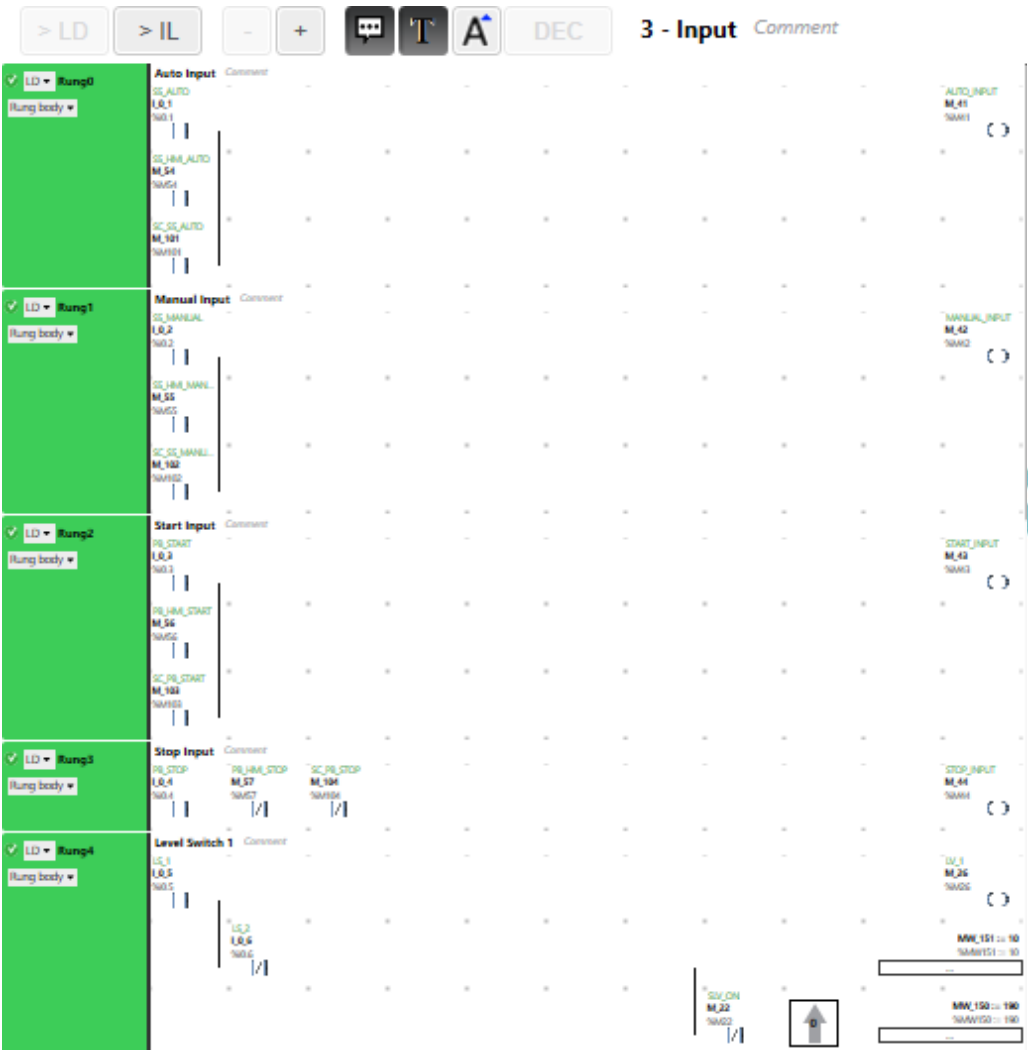 > LD > IL - + T A DEC 3 - Input Comment
LD Rung0 Auto Input Comment
Rung body SS_AUTO AUTO_INPUT
I_0_1 M_41
%I0.1 %M41
SS_HMI_AUTO
M_54
%M54
SC_SS_AUTO
M_101
%M101
LD Rung1 Manual Input Comment
Rung body SS_MANUAL MANUAL_INPUT
I_0_2 M_42
%I0.2 %M42
SS_HMI_MAN...
M_55
%M55
SC_SS_MANU...
M_102
%M102
LD Rung2 Start Input Comment
Rung body PB_START START_INPUT
I_0_3 M_43
%I0.3 %M43
PB_HMI_START
M_56
%M56
SC_PB_START
M_103
%M103
LD Rung3 Stop Input Comment
Rung body PB_STOP PB_HMI_STOP SC_PB_STOP STOP_INPUT
I_0_4 M_57 M_104 M_44
%I0.4 %M57 %M104 %M44
LD Rung4 Level Switch 1 Comment
Rung body LS_1 LV_1
I_0_5 M_26
%I0.5 %M26
LS_2
I_0_6 MW_151 := 10
%I0.6 %MW151 := 10
...
SLV_ON
M_22 MW_150 := 190
%M22 %MW150 := 190
D ...